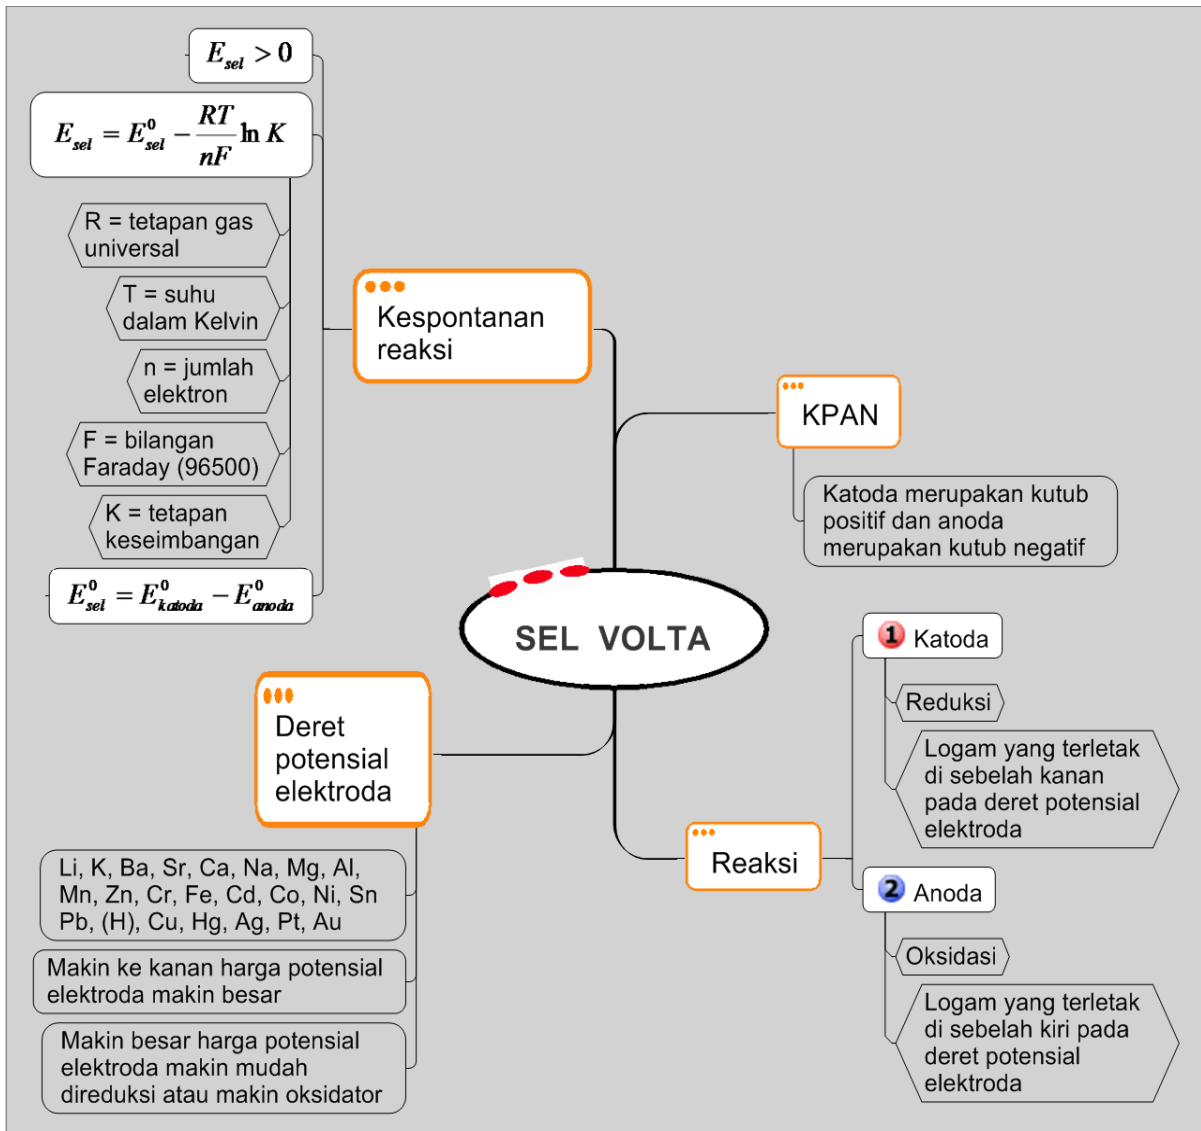 SEL VOLTA
Kespontanan
reaksi
E_sel > 0
E_sel = E^0_sel - RT/nF ln K
R = tetapan gas
universal
T = suhu
dalam Kelvin
n = jumlah
elektron
F = bilangan
Faraday (96500)
K = tetapan
keseimbangan
E^0_sel = E^0_katoda - E^0_anoda
KPAN
Katoda merupakan kutub
positif dan anoda
merupakan kutub negatif
Reaksi
1 Katoda
Reduksi
Logam yang terletak
di sebelah kanan
pada deret potensial
elektroda
2 Anoda
Oksidasi
Logam yang terletak
di sebelah kiri pada
deret potensial
elektroda
Deret
potensial
elektroda
Li, K, Ba, Sr, Ca, Na, Mg, Al,
Mn, Zn, Cr, Fe, Cd, Co, Ni, Sn
Pb, (H), Cu, Hg, Ag, Pt, Au
Makin ke kanan harga potensial
elektroda makin besar
Makin besar harga potensial
elektroda makin mudah
direduksi atau makin oksidator